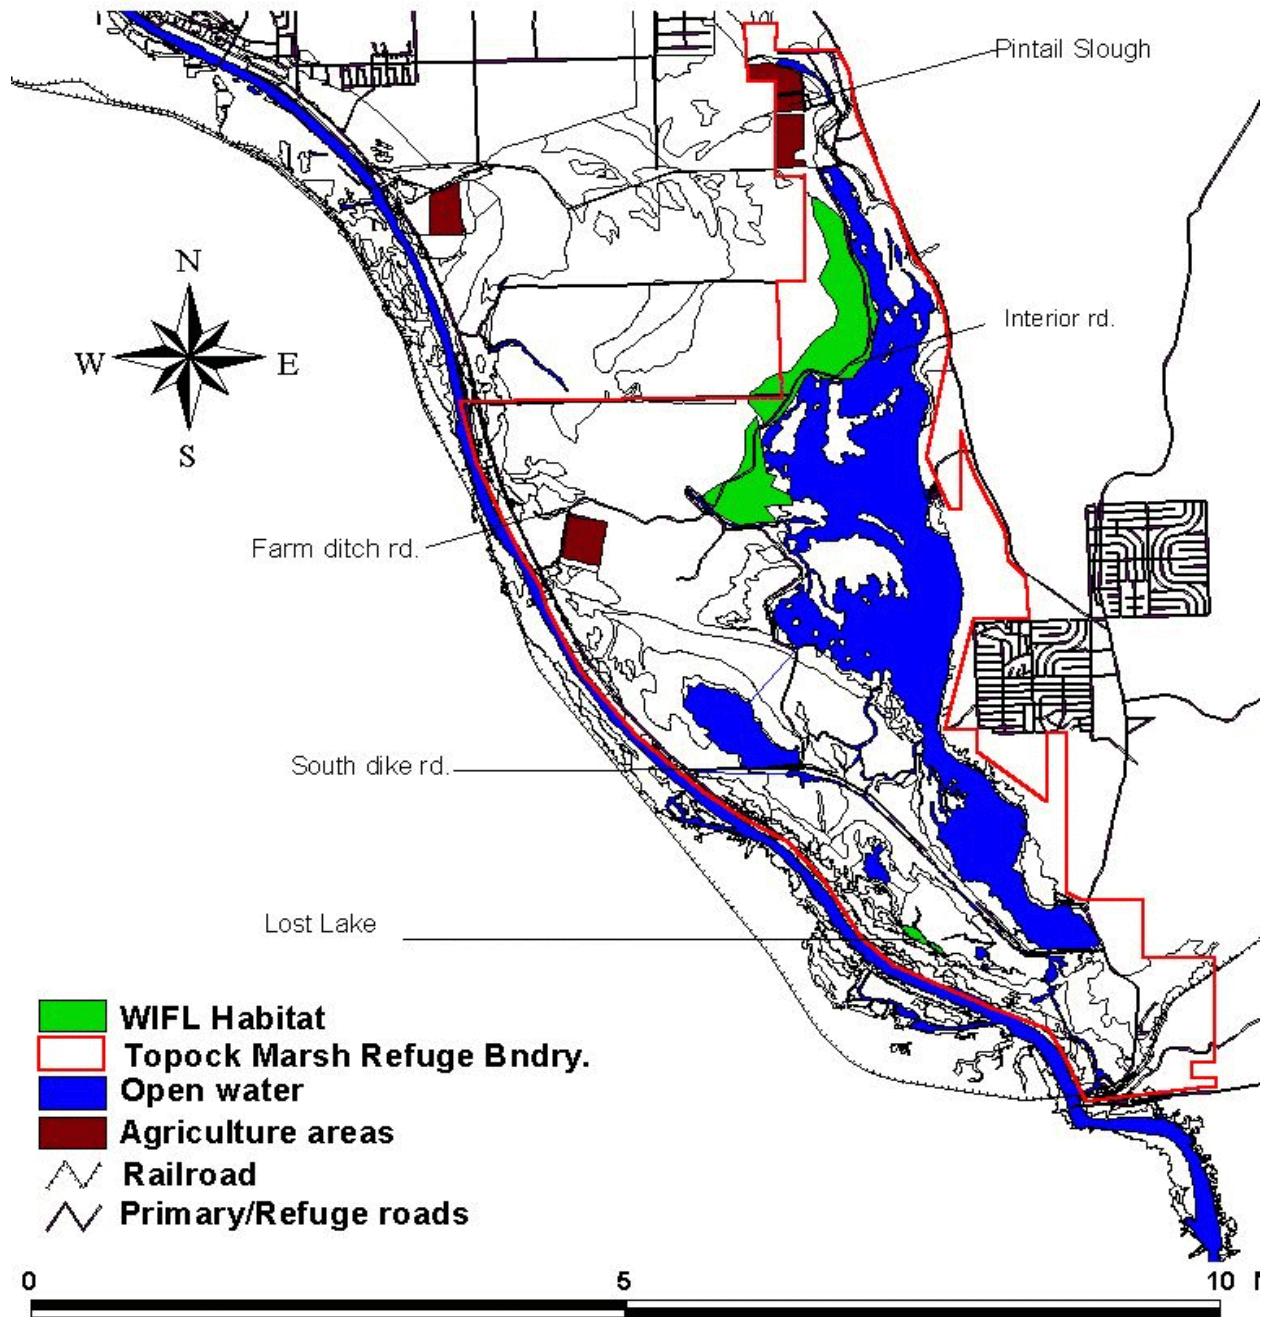 Pintail Slough
N
Interior rd.
W
E
S
Farm ditch rd.
South dike rd.
Lost Lake
WIFL Habitat
Topock Marsh Refuge Bndry.
Open water
Agriculture areas
Railroad
Primary/Refuge roads
0 5 10